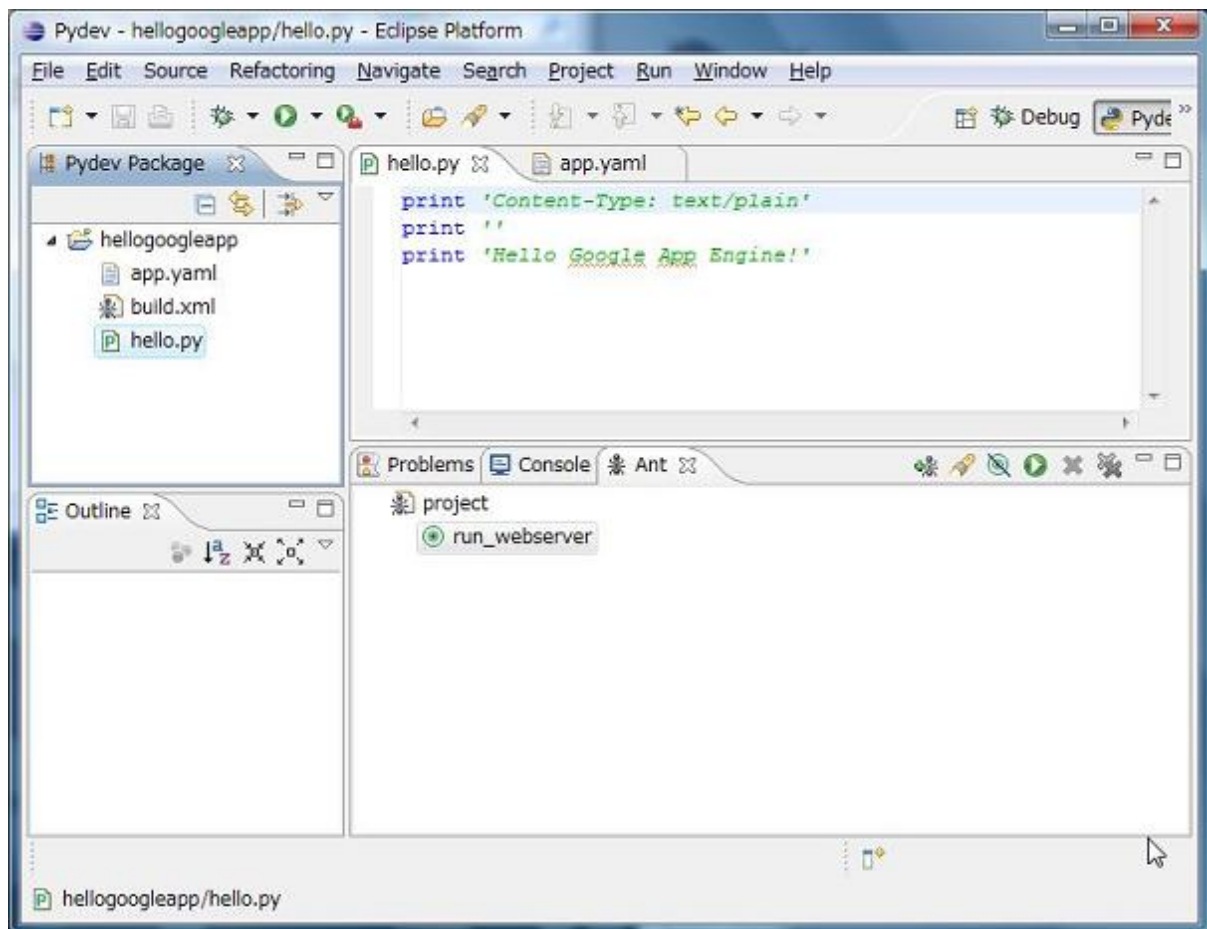 Pydev - hellogoogleapp/hello.py - Eclipse Platform
File Edit Source Refactoring Navigate Search Project Run Window Help
Debug Pyde
Pydev Package
hello.py app.yaml
print 'Content-Type: text/plain'
print ''
print 'Hello Google App Engine!'
hellogoogleapp
app.yaml
build.xml
hello.py
Problems Console Ant
project
run_webserver
Outline
hellogoogleapp/hello.py